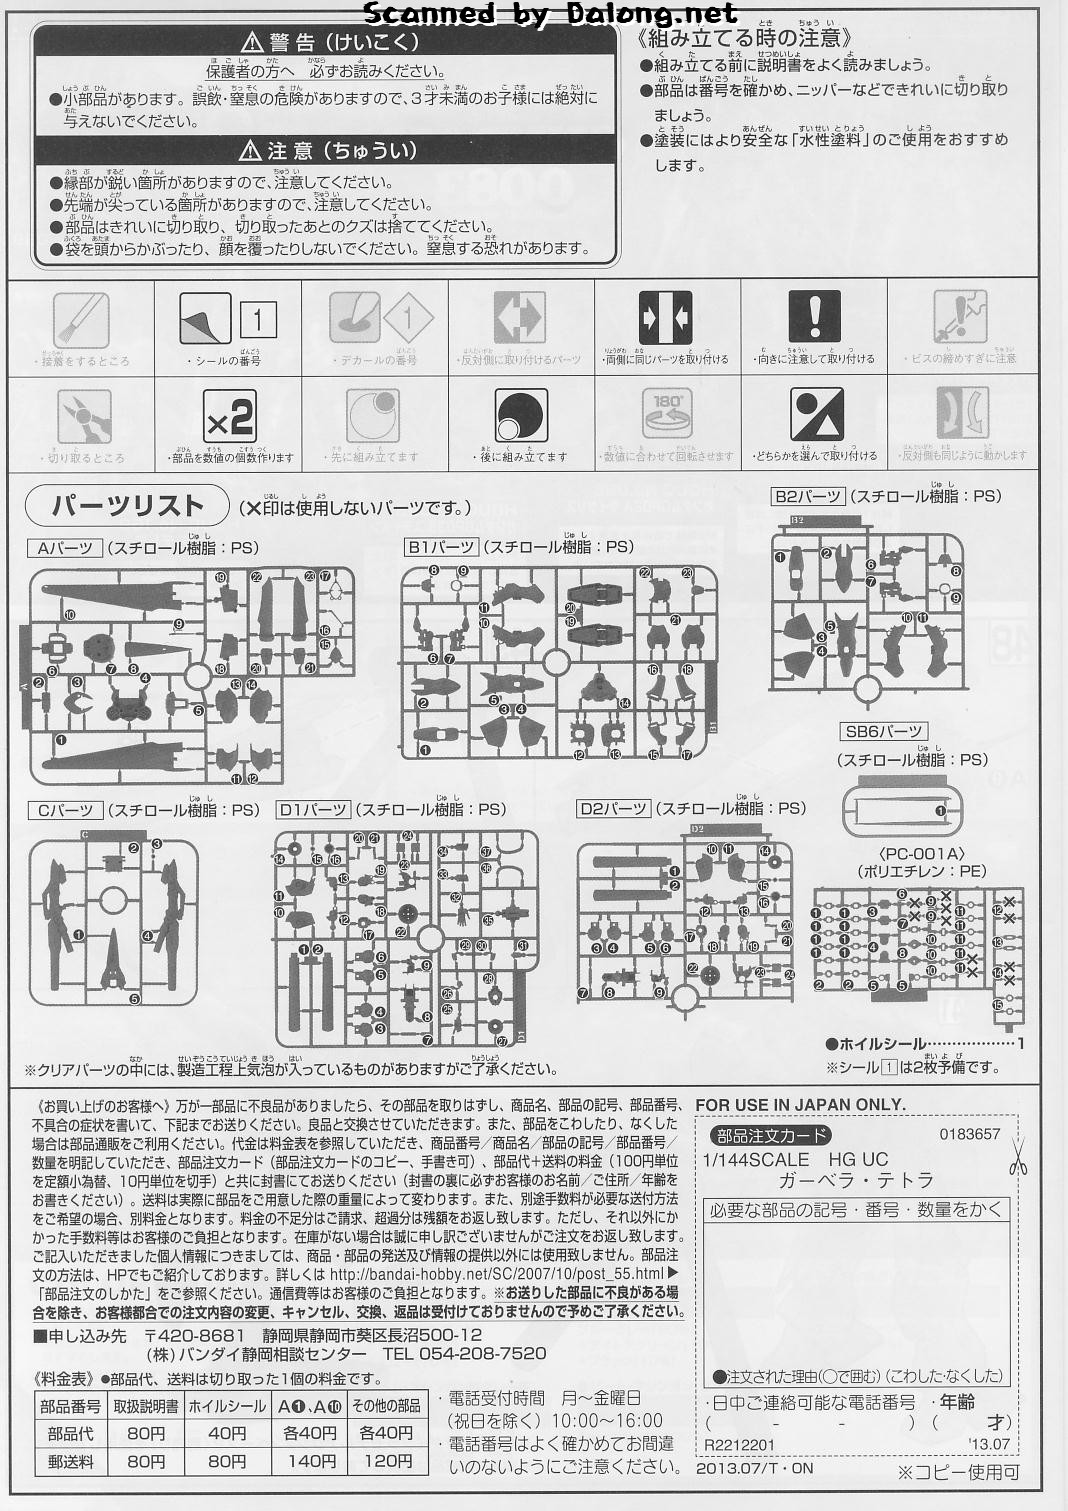 Scanned by Dalong.net
⚠警告(けいこく)
保護者の方へ 必ずお読みください。
●小部品があります。誤飲・窒息の危険がありますので、3才未満のお子様には絶対に
与えないでください。
⚠注意(ちゅうい)
●縁部が鋭い箇所がありますので、注意してください。
●先端が尖っている箇所がありますので、注意してください。
●部品はきれいに切り取り、切り取ったあとのクズは捨ててください。
●袋を頭からかぶったり、顔を覆ったりしないでください。窒息する恐れがあります。
《組み立てる時の注意》
●組み立てる前に説明書をよく読みましょう。
●部品は番号を確かめ、ニッパーなどできれいに切り取り
ましょう。
●塗装にはより安全な「水性塗料」のご使用をおすすめ
します。
・接着をするところ
1
・シールの番号
1
・デカールの番号
・反対側に取り付けるパーツ
・両側に同じパーツを取り付ける
・向きに注意して取り付ける
・ビスの締めすぎに注意
・切り取るところ
×2
・部品を数値の個数作ります
・先に組み立てます
・後に組み立てます
180°
・数値に合わせて回転させます
・どちらかを選んで取り付ける
・反対側も同じように動かします
パーツリスト (×印は使用しないパーツです。)
Aパーツ (スチロール樹脂:PS)
B1パーツ (スチロール樹脂:PS)
B2パーツ (スチロール樹脂:PS)
SB6パーツ
(スチロール樹脂:PS)
Cパーツ (スチロール樹脂:PS)
D1パーツ (スチロール樹脂:PS)
D2パーツ (スチロール樹脂:PS)
〈PC-001A〉
(ポリエチレン:PE)
●ホイルシール………………1
※シール1は2枚予備です。
※クリアパーツの中には、製造工程上気泡が入っているものがありますがご了承ください。
《お買い上げのお客様へ》万が一部品に不良品がありましたら、その部品を取りはずし、商品名、部品の記号、部品番号、
不具合の症状を書いて、下記までお送りください。良品と交換させていただきます。また、部品をこわしたり、なくした
場合は部品通販をご利用ください。代金は料金表を参照していただき、商品番号/商品名/部品の記号/部品番号/
数量を明記していただき、部品注文カード(部品注文カードのコピー、手書き可)、部品代+送料の料金(100円単位
を定額小為替、10円単位を切手)と共に封書にてお送りください(封書の裏に必ずお客様のお名前/ご住所/年齢を
お書きください)。送料は実際に部品をご用意した際の重量によって変わります。また、別途手数料が必要な送付方法
をご希望の場合、別料金となります。料金の不足分はご請求、超過分は残額をお返し致します。ただし、それ以外にか
かった手数料等はお客様のご負担となります。在庫がない場合は誠に申し訳ございませんがご注文をお返し致します。
ご記入いただきました個人情報につきましては、商品・部品の発送及び情報の提供以外には使用致しません。部品注
文の方法は、HPでもご紹介しております。詳しくは http://bandai-hobby.net/SC/2007/10/post_55.html▶
「部品注文のしかた」をご参照ください。通信費等はお客様のご負担となります。※お送りした部品に不良がある場
合を除き、お客様都合での注文内容の変更、キャンセル、交換、返品は受付けておりませんので予めご了承ください。
■申し込み先 〒420-8681 静岡県静岡市葵区長沼500-12
(株)バンダイ静岡相談センター TEL 054-208-7520
《料金表》●部品代、送料は切り取った1個の料金です。
部品番号 取扱説明書 ホイルシール A❶、A❿ その他の部品
部品代 80円 40円 各40円 各40円
郵送料 80円 80円 140円 120円
・電話受付時間 月〜金曜日
(祝日を除く)10:00〜16:00
・電話番号はよく確かめてお間違
いのないようにご注意ください。
FOR USE IN JAPAN ONLY.
部品注文カード 0183657
1/144SCALE HG UC
ガーベラ・テトラ
必要な部品の記号・番号・数量をかく
●注文された理由(○で囲む)(こわした・なくした)
・日中ご連絡可能な電話番号 ・年齢
( - - ) ( 才)
R2212201 '13.07
2013.07/T・ON ※コピー使用可